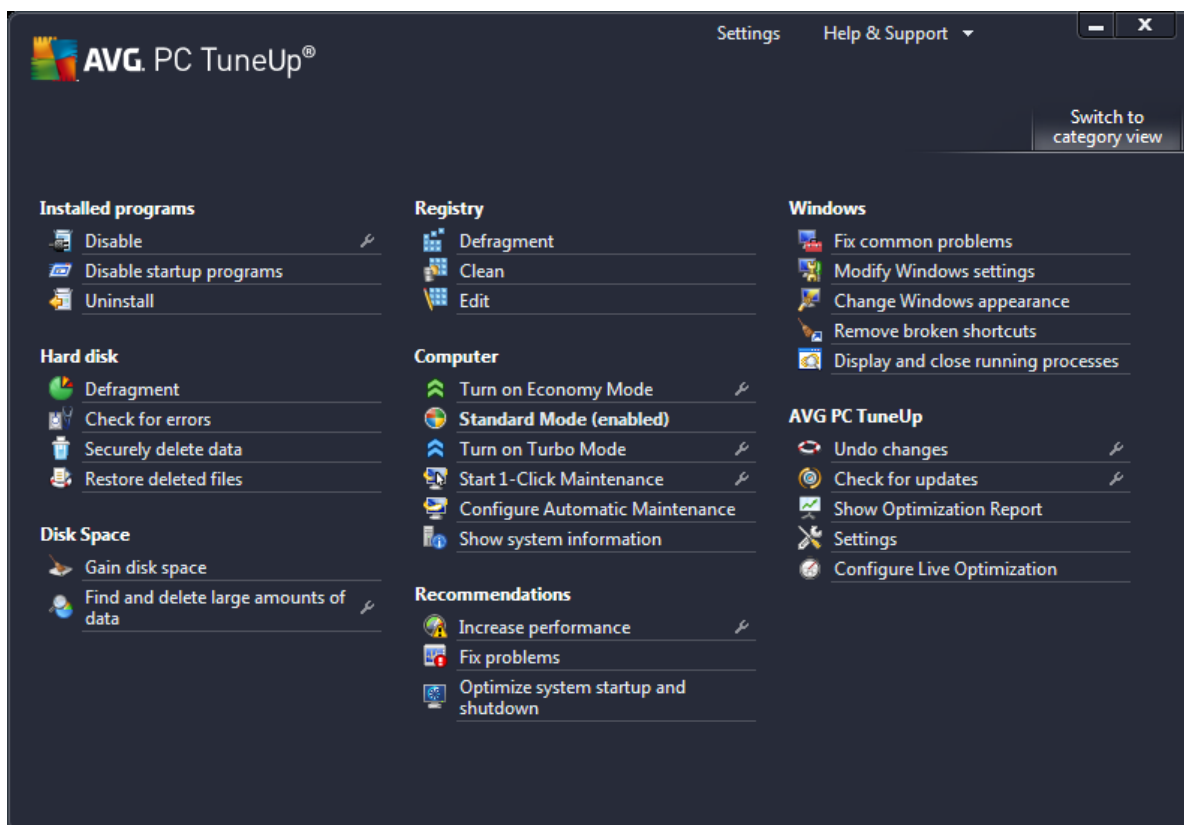 AVG. PC TuneUp®
Settings
Help & Support
X
Switch to
category view
Installed programs
Disable
Disable startup programs
Uninstall
Hard disk
Defragment
Check for errors
Securely delete data
Restore deleted files
Disk Space
Gain disk space
Find and delete large amounts of
data
Registry
Defragment
Clean
Edit
Computer
Turn on Economy Mode
Standard Mode (enabled)
Turn on Turbo Mode
Start 1-Click Maintenance
Configure Automatic Maintenance
Show system information
Recommendations
Increase performance
Fix problems
Optimize system startup and
shutdown
Windows
Fix common problems
Modify Windows settings
Change Windows appearance
Remove broken shortcuts
Display and close running processes
AVG PC TuneUp
Undo changes
Check for updates
Show Optimization Report
Settings
Configure Live Optimization